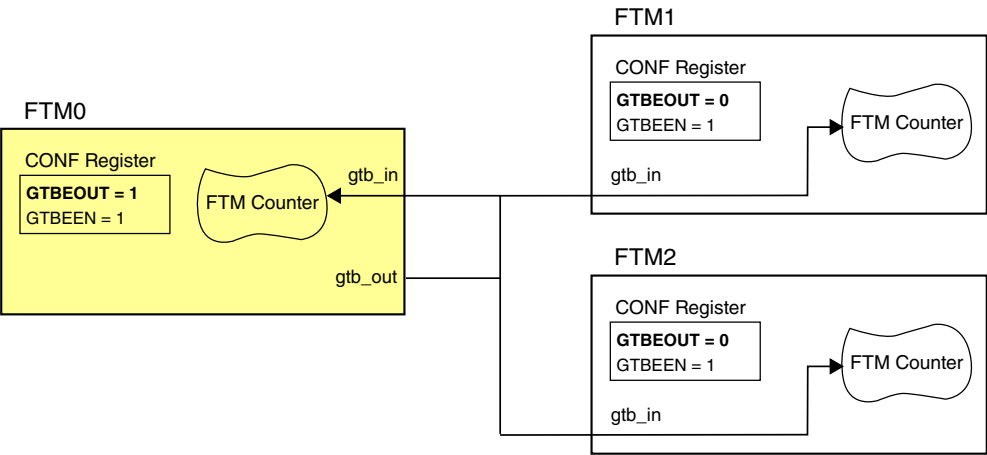 FTM0
CONF Register
GTBEOUT = 1
GTBEEN = 1
FTM Counter
gtb_in
gtb_out
FTM1
CONF Register
GTBEOUT = 0
GTBEEN = 1
FTM Counter
gtb_in
FTM2
CONF Register
GTBEOUT = 0
GTBEEN = 1
FTM Counter
gtb_in